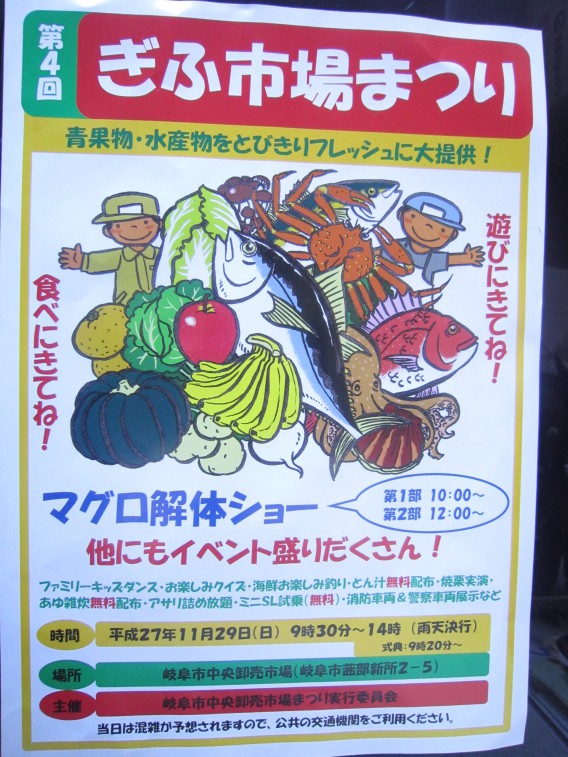 第4回
ぎふ市場まつり
青果物・水産物をとびきりフレッシュに大提供！
遊びにきてね！
食べにきてね！
マグロ解体ショー
第1部 10:00～
第2部 12:00～
他にもイベント盛りだくさん！
ファミリーキッズダンス・お楽しみクイズ・海鮮お楽しみ釣り・とん汁無料配布・焼栗実演・
あゆ雑炊無料配布・アサリ詰め放題・ミニSL試乗（無料）・消防車両＆警察車両展示など
時間 平成27年11月29日(日) 9時30分～14時（雨天決行）
式典：9時20分～
場所 岐阜市中央卸売市場(岐阜市茜部新所2-5)
主催 岐阜市中央卸売市場まつり実行委員会
当日は混雑が予想されますので、公共の交通機関をご利用ください。